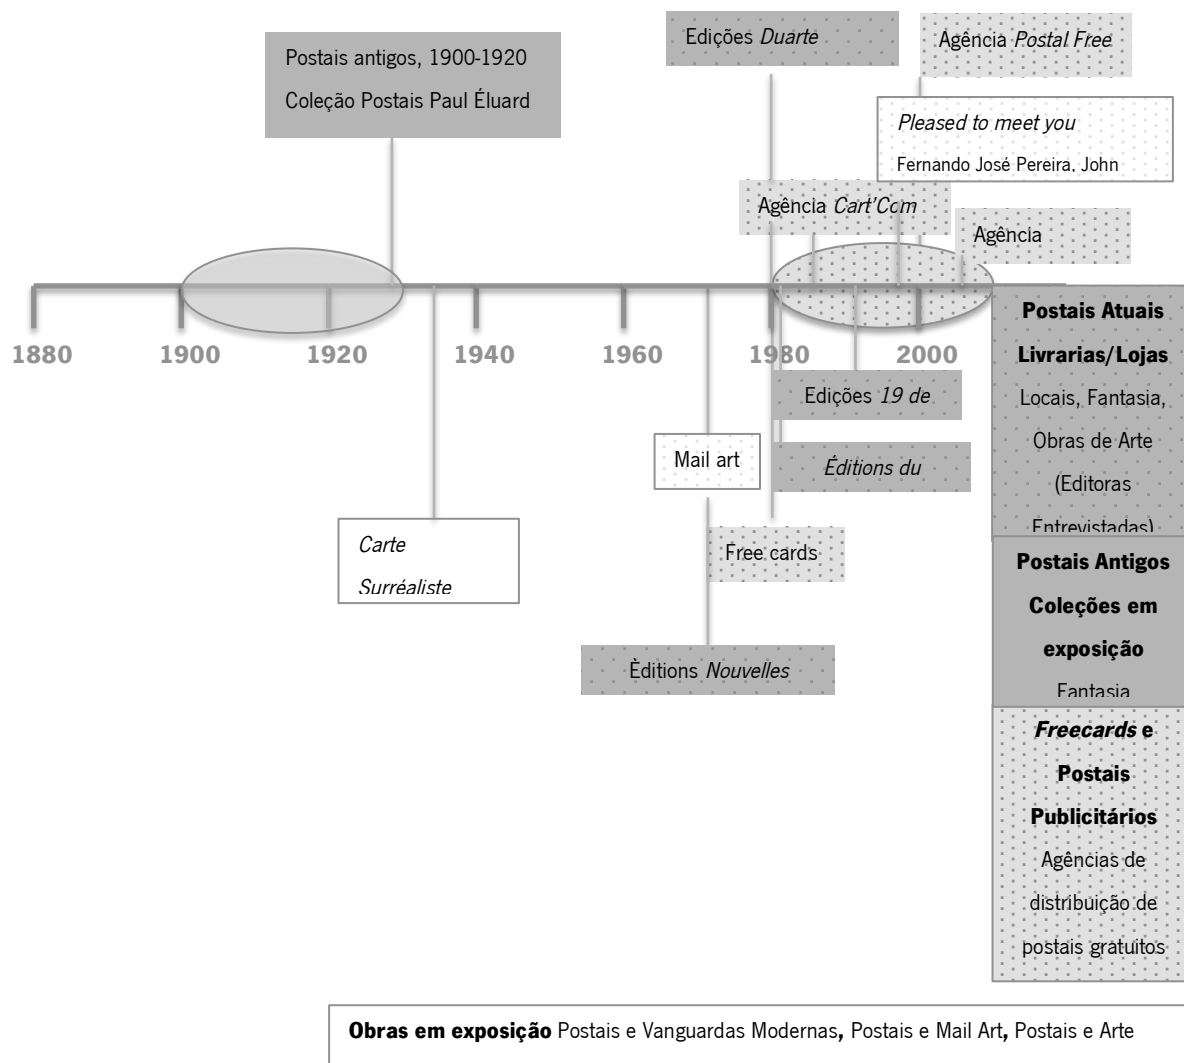 Postais antigos, 1900-1920
Coleção Postais Paul Éluard
Edições Duarte
Agência Postal Free
Pleased to meet you
Fernando José Pereira, John
Agência Cart'Com
Agência
1880
1900
1920
1940
1960
1980
2000
Edições 19 de
Mail art
Éditions du
Carte
Surréaliste
Free cards
Èditions Nouvelles
Postais Atuais
Livrarias/Lojas
Locais, Fantasia,
Obras de Arte
(Editoras
Entrevistadas)
Postais Antigos
Coleções em
exposição
Fantasia
Freecards e
Postais
Publicitários
Agências de
distribuição de
postais gratuitos
Obras em exposição Postais e Vanguardas Modernas, Postais e Mail Art, Postais e Arte